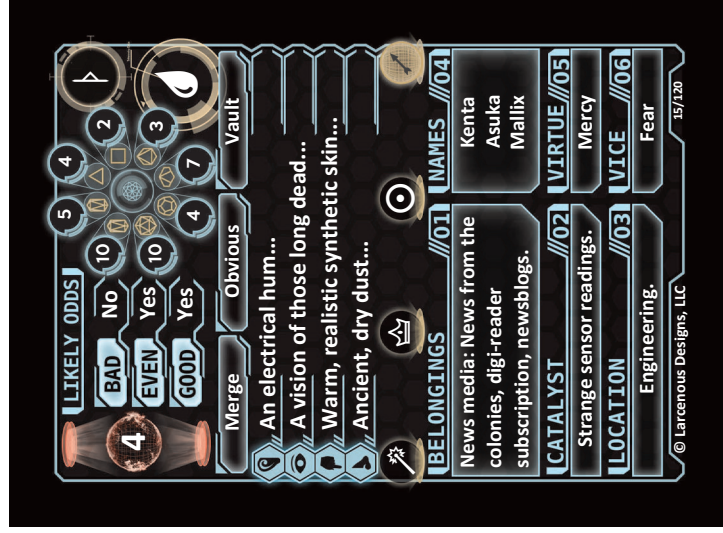 LIKELY ODDS
4
BAD No
EVEN Yes
GOOD Yes
5
4
2
10
3
10
4
7
Merge
Obvious
Vault
An electrical hum...
A vision of those long dead...
Warm, realistic synthetic skin...
Ancient, dry dust...
BELONGINGS //01
News media: News from the
colonies, digi-reader
subscription, newsblogs.
NAMES //04
Kenta
Asuka
Mallix
CATALYST //02
Strange sensor readings.
VIRTUE //05
Mercy
LOCATION //03
Engineering.
VICE //06
Fear
© Larcenous Designs, LLC
15/120